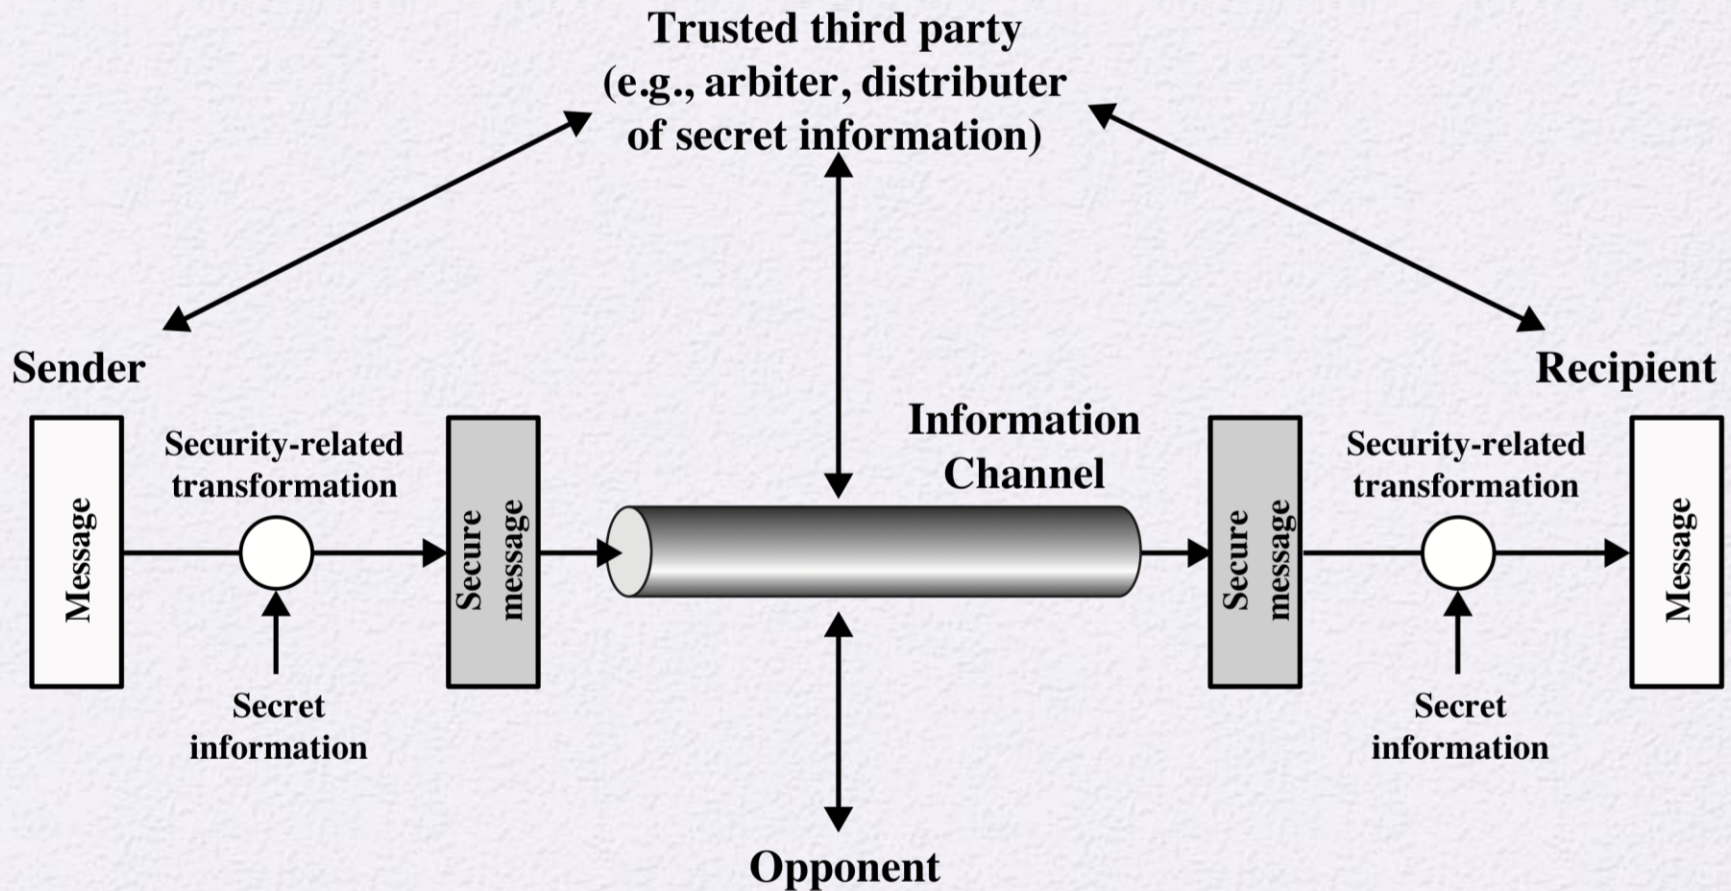 Trusted third party
(e.g., arbiter, distributer
of secret information)
Sender
Recipient
Information
Channel
Security-related
transformation
Security-related
transformation
Message
Secure
message
Secure
message
Message
Secret
information
Secret
information
Opponent